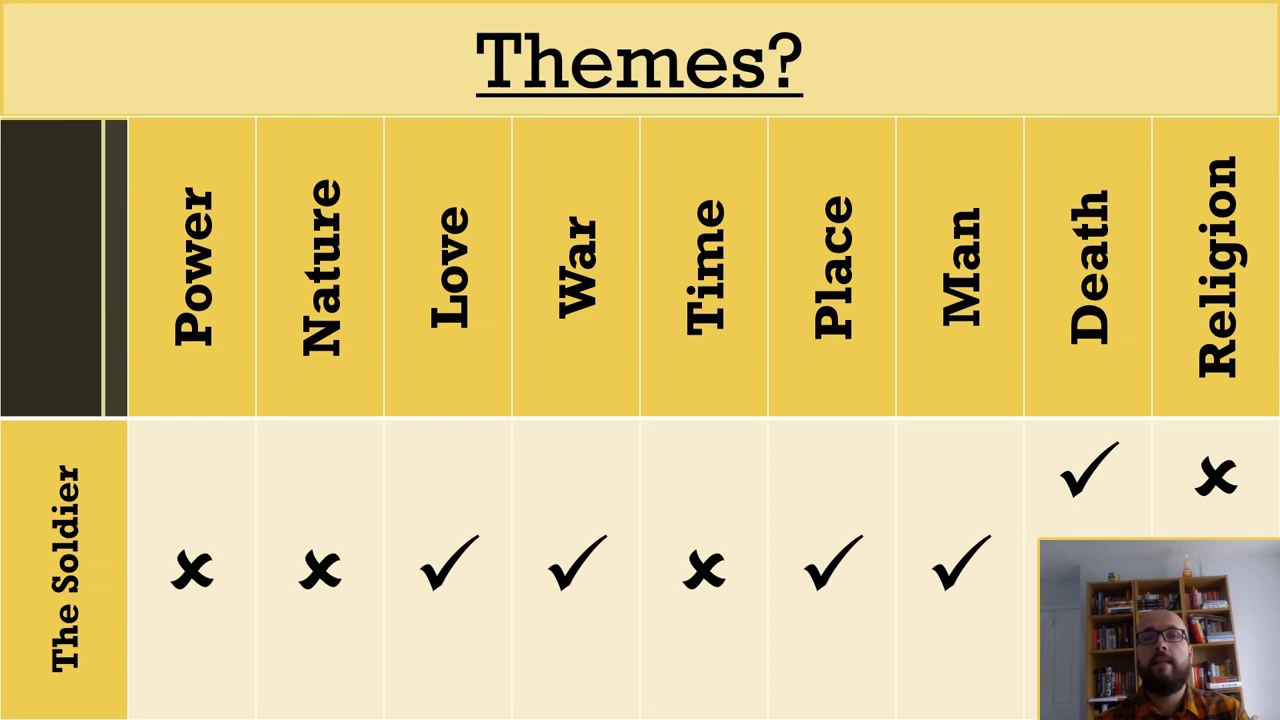 Themes?
Power
Nature
Love
War
Time
Place
Man
Death
Religion
The Soldier
✘ ✘ ✓ ✓ ✘ ✓ ✓ ✓ ✘